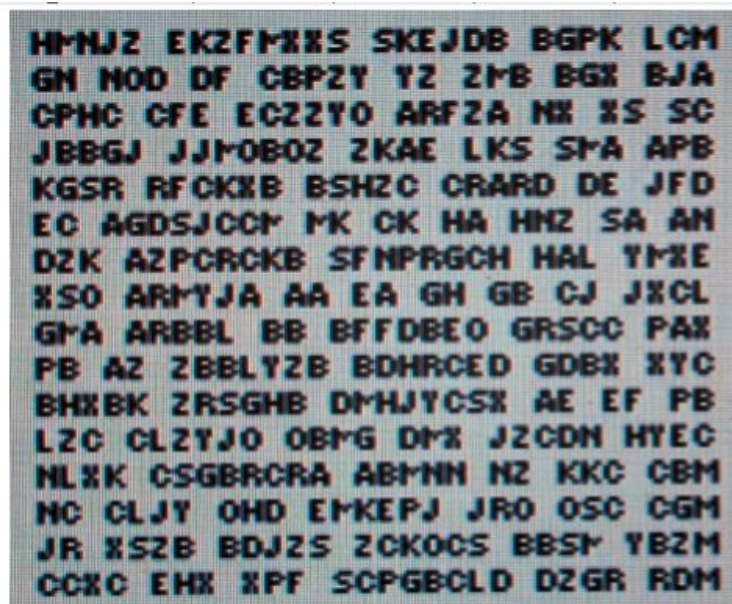 HMNJZ EKZFMXXS SKEJDB BGPK LCM
GN NOD DF CBPZY YZ ZMB BGX BJA
CPHC CFE ECZZYO ARFZA NX XS SC
JBBGJ JJMOBOZ ZKAE LKS SMA APB
KGSR RFCKXB BSHZC CRARD DE JFD
EC AGDSJCCM MK CK HA HNZ SA AN
DZK AZPCRCKB SFNPRGCH HAL YMXE
XSO ARMYJA AA EA GH GB CJ JXCL
GMA ARBBL BB BFFDBEO GRSCC PAX
PB AZ ZBBLYZB BDHRCED GDBX XYC
BHXBK ZRSGHB DMHJYCSX AE EF PB
LZC CLZYJO OBMG DMX JZCDN HYEC
NLXK CSGBRCRA ABMNN NZ KKC CBM
NC CLJY OHD EMKEPJ JRO OSC CGM
JR XSZB BDJZS ZCKOCS BBSM YBZM
CCXC EHX XPF SCPGBCLD DZGR RDM